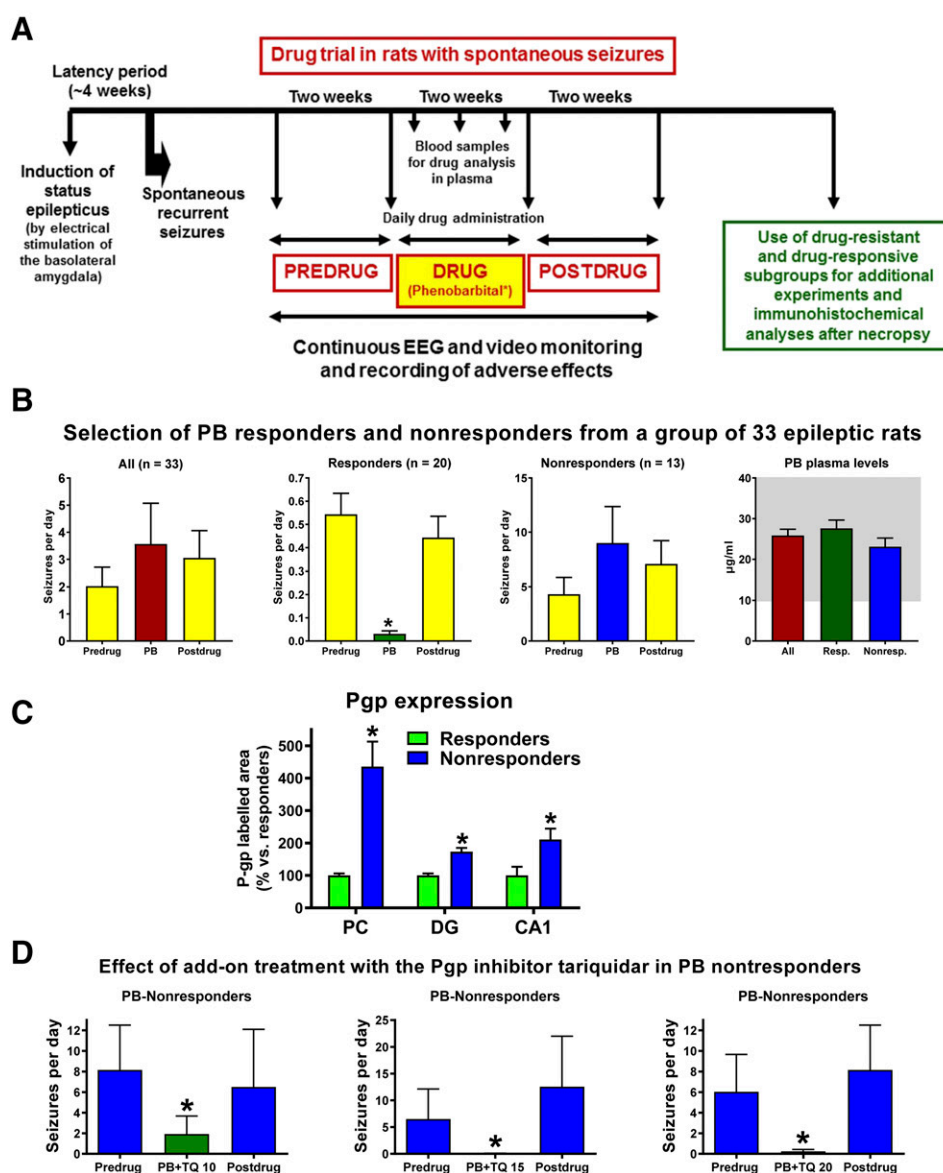 A
Drug trial in rats with spontaneous seizures
Latency period
(~4 weeks)
Two weeks
Two weeks
Two weeks
Induction of
status
epilepticus
(by electrical
stimulation of
the basolateral
amygdala)
Spontaneous
recurrent
seizures
Blood samples
for drug analysis
in plasma
Daily drug administration
PREDRUG
DRUG
(Phenobarbital*)
POSTDRUG
Continuous EEG and video monitoring
and recording of adverse effects
Use of drug-resistant
and drug-responsive
subgroups for additional
experiments and
immunohistochemical
analyses after necropsy
B
Selection of PB responders and nonresponders from a group of 33 epileptic rats
All (n = 33)
Seizures per day
6
5
4
3
2
1
0
Predrug PB Postdrug
Responders (n = 20)
Seizures per day
0.7
0.6
0.5
0.4
0.3
0.2
0.1
0.0
*
Predrug PB Postdrug
Nonresponders (n = 13)
Seizures per day
15
10
5
0
Predrug PB Postdrug
PB plasma levels
µg/ml
40
30
20
10
0
All Resp. Nonresp.
C
Pgp expression
P-gp labelled area
(% vs. responders)
500
400
300
200
100
0
Responders
Nonresponders
*
*
*
PC DG CA1
D
Effect of add-on treatment with the Pgp inhibitor tariquidar in PB nontresponders
PB-Nonresponders
Seizures per day
12
10
8
6
4
2
0
*
Predrug PB+TQ 10 Postdrug
PB-Nonresponders
Seizures per day
25
20
15
10
5
0
*
Predrug PB+TQ 15 Postdrug
PB-Nonresponders
Seizures per day
12
10
8
6
4
2
0
*
Predrug PB+TQ 20 Postdrug